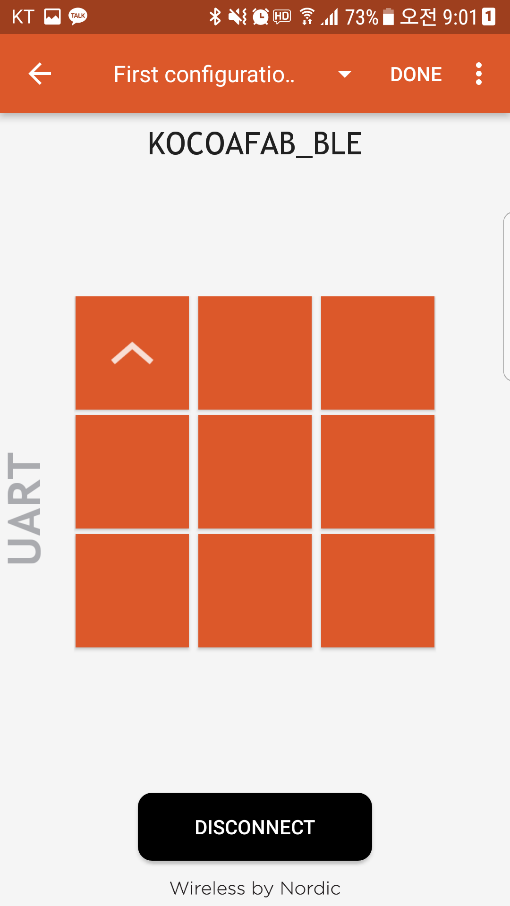 KT TALK HD 73% 오전 9:01 1
First configuratio.. DONE
KOCOAFAB_BLE
UART
DISCONNECT
Wireless by Nordic